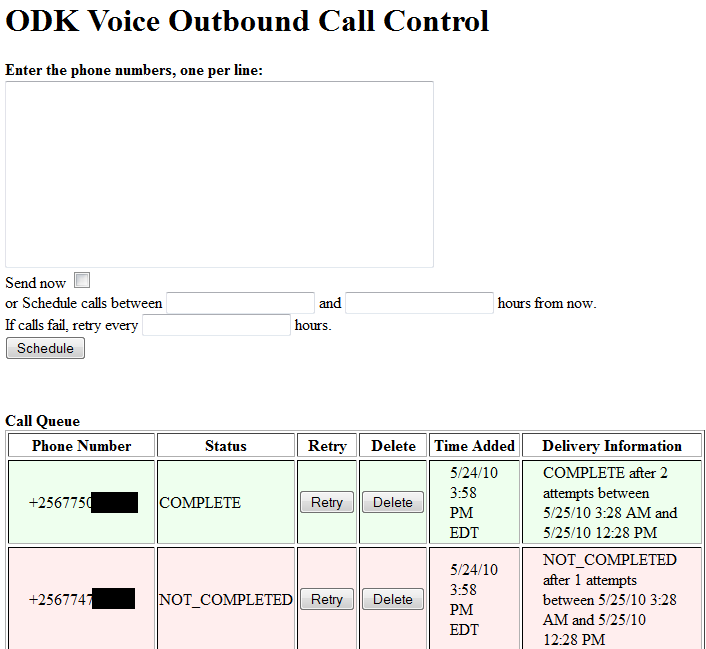 ODK Voice Outbound Call Control
Enter the phone numbers, one per line:
Send now
or Schedule calls between and hours from now.
If calls fail, retry every hours.
Schedule
Call Queue
Phone Number Status Retry Delete Time Added Delivery Information
+2567750 COMPLETE Retry Delete
5/24/10
3:58
PM
EDT
COMPLETE after 2
attempts between
5/25/10 3:28 AM and
5/25/10 12:28 PM
+2567747 NOT_COMPLETED Retry Delete
5/24/10
3:58
PM
EDT
NOT_COMPLETED
after 1 attempts
between 5/25/10 3:28
AM and 5/25/10
12:28 PM